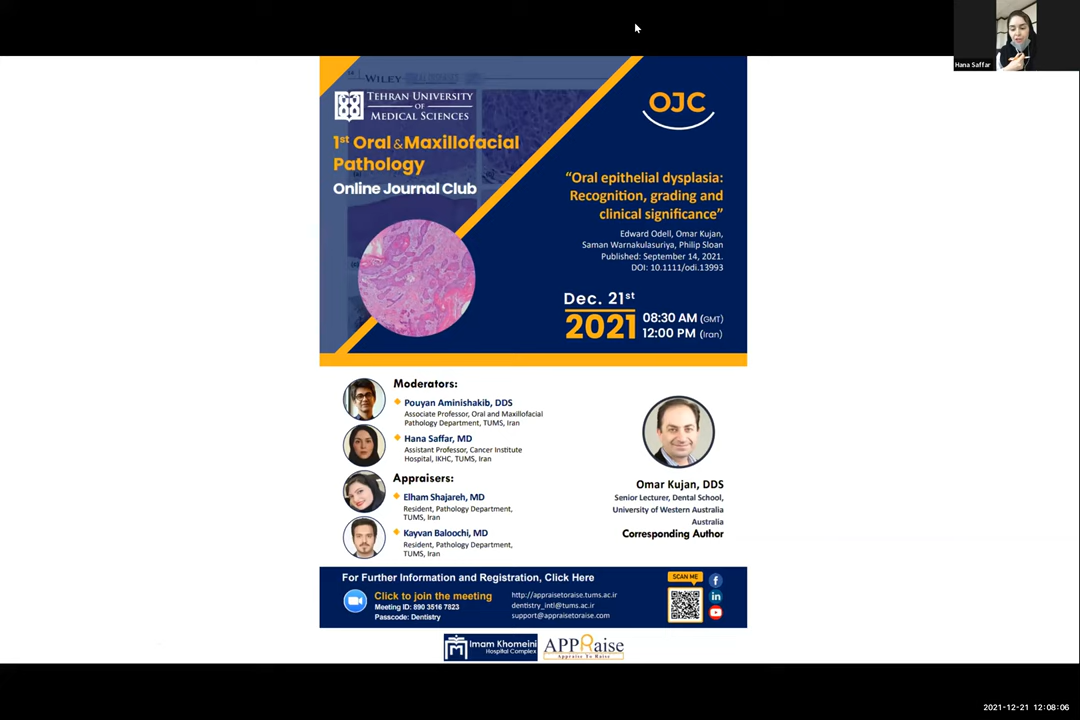 Hana Saffar
WILEY
TEHRAN UNIVERSITY
OF
MEDICAL SCIENCES
1st Oral & Maxillofacial
Pathology
Online Journal Club
OJC
“Oral epithelial dysplasia:
Recognition, grading and
clinical significance”
Edward Odell, Omar Kujan,
Saman Warnakulasuriya, Philip Sloan
Published: September 14, 2021.
DOI: 10.1111/odi.13993
Dec. 21st
2021
08:30 AM (GMT)
12:00 PM (Iran)
Moderators:
Pouyan Aminishakib, DDS
Associate Professor, Oral and Maxillofacial
Pathology Department, TUMS, Iran
Hana Saffar, MD
Assistant Professor, Cancer Institute
Hospital, IKHC, TUMS, Iran
Appraisers:
Elham Shajareh, MD
Resident, Pathology Department,
TUMS, Iran
Kayvan Baloochi, MD
Resident, Pathology Department,
TUMS, Iran
Omar Kujan, DDS
Senior Lecturer, Dental School,
University of Western Australia
Australia
Corresponding Author
For Further Information and Registration, Click Here
Click to join the meeting
Meeting ID: 890 3516 7823
Passcode: Dentistry
http://appraisetoraise.tums.ac.ir
dentistry_intl@tums.ac.ir
support@appraisetoraise.com
SCAN ME
f
in
Imam Khomeini
Hospital Complex
APPRaise
Appraise To Raise
2021-12-21 12:08:06